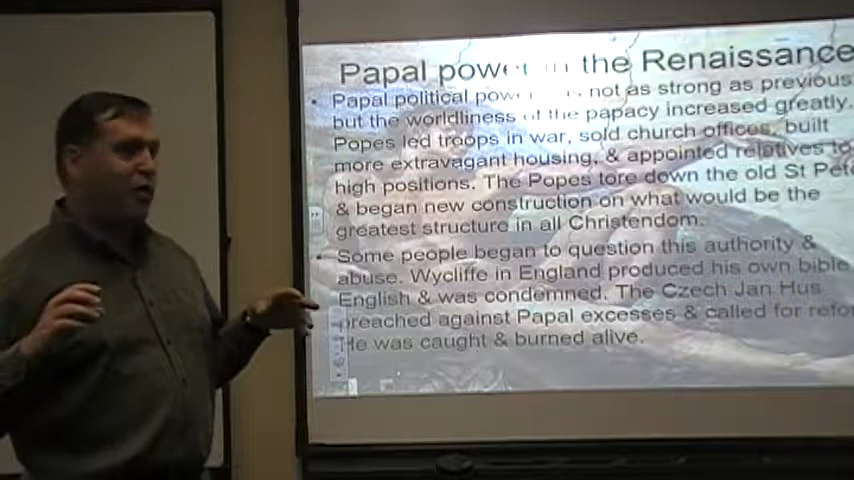 Papal power in the Renaissance
• Papal political power is not as strong as previous
but the worldliness of the papacy increased greatly.
Popes led troops in war, sold church offices, built
more extravagant housing, & appointed relatives to
high positions. The Popes tore down the old St Pete
& began new construction on what would be the
greatest structure in all Christendom.
• Some people began to question this authority &
abuse. Wycliffe in England produced his own bible
English & was condemned. The Czech Jan Hus
preached against Papal excesses & called for refor
He was caught & burned alive.